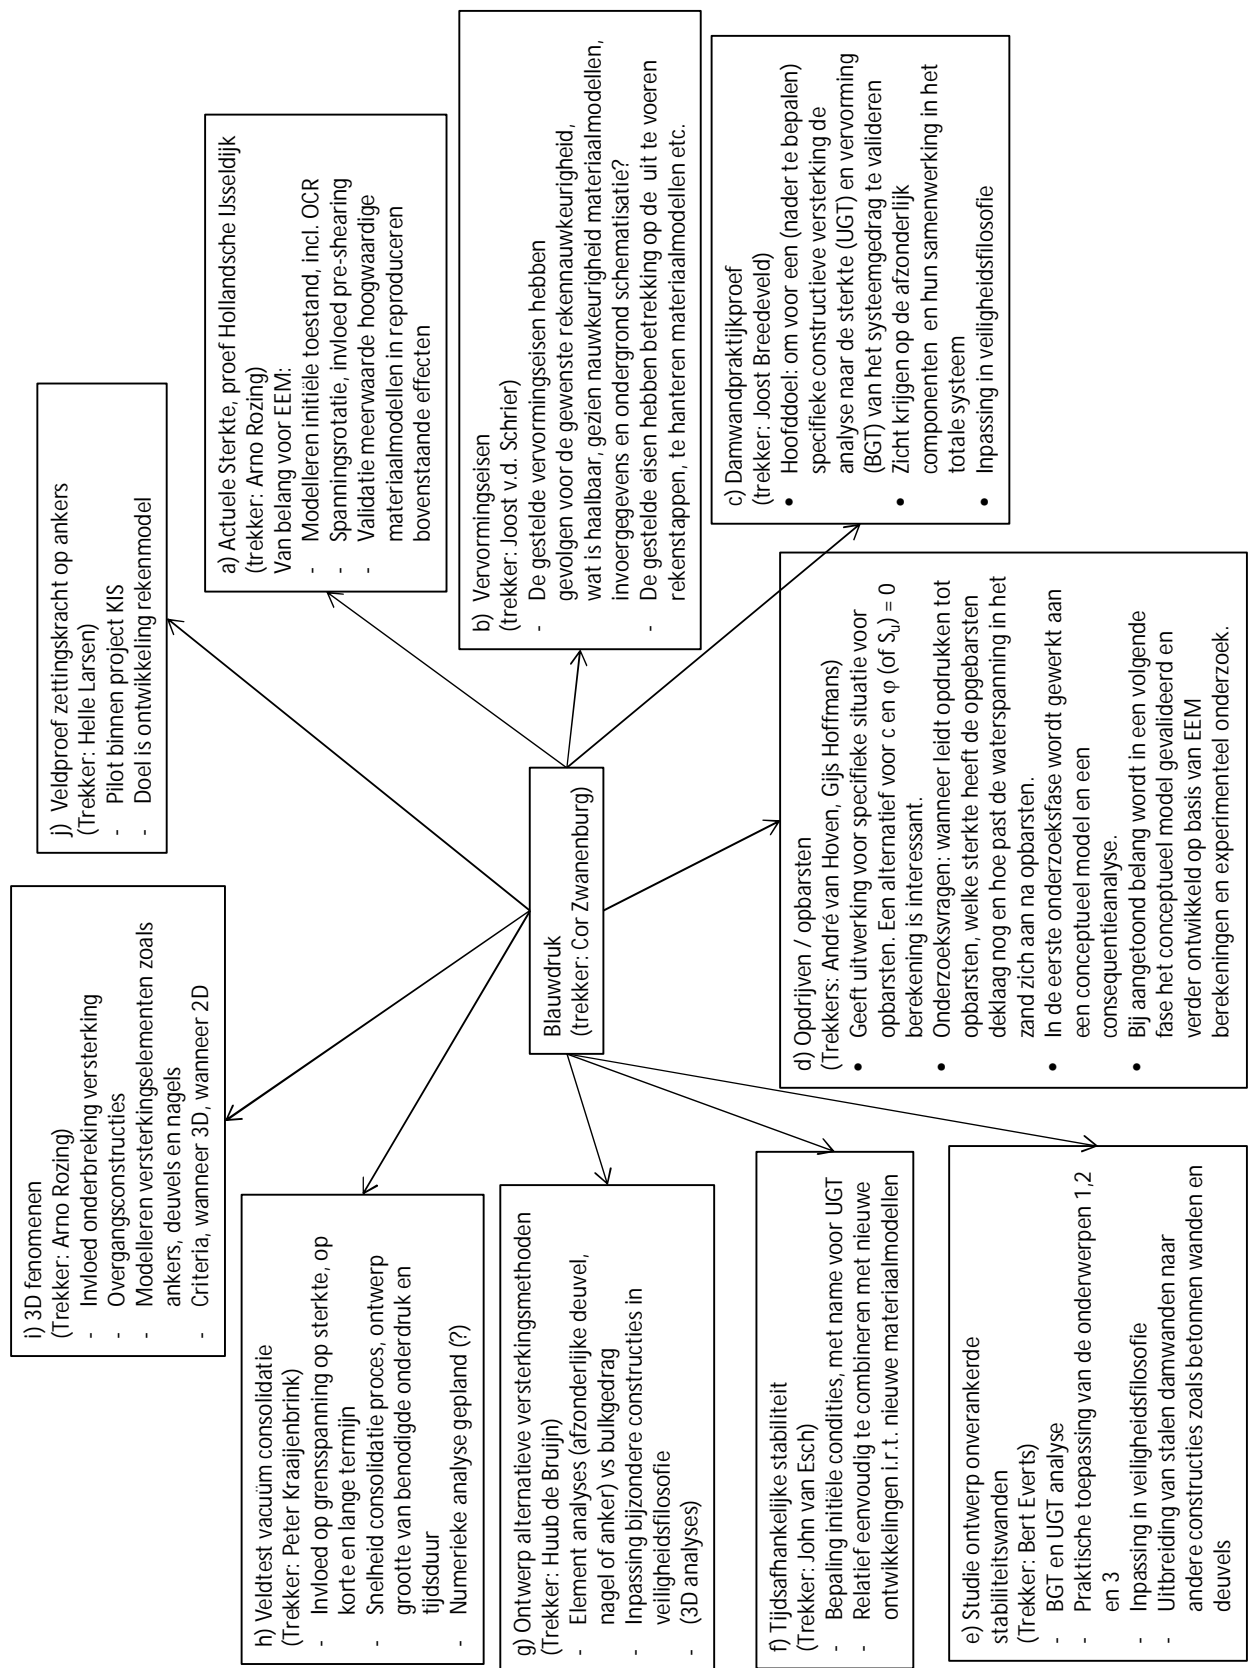 Blauwdruk
(trekker: Cor Zwanenburg)
a) Actuele Sterkte, proef Hollandsche IJsseldijk
(trekker: Arno Rozing)
Van belang voor EEM:
- Modelleren initiële toestand, incl. OCR
- Spanningsrotatie, invloed pre-shearing
- Validatie meerwaarde hoogwaardige
materiaalmodellen in reproduceren
bovenstaande effecten
b) Vervormingseisen
(trekker: Joost v.d. Schrier)
- De gestelde vervormingseisen hebben
gevolgen voor de gewenste rekennauwkeurigheid,
wat is haalbaar, gezien nauwkeurigheid materiaalmodellen,
invoergegevens en ondergrond schematisatie?
- De gestelde eisen hebben betrekking op de uit te voeren
rekenstappen, te hanteren materiaalmodellen etc.
c) Damwandpraktijkproef
(trekker: Joost Breedeveld)
• Hoofddoel: om voor een (nader te bepalen)
specifieke constructieve versterking de
analyse naar de sterkte (UGT) en vervorming
(BGT) van het systeemgedrag te valideren
• Zicht krijgen op de afzonderlijk
componenten en hun samenwerking in het
totale systeem
• Inpassing in veiligheidsfilosofie
d) Opdrijven / opbarsten
(Trekkers: André van Hoven, Gijs Hoffmans)
• Geeft uitwerking voor specifieke situatie voor
opbarsten. Een alternatief voor c en φ (of Su) = 0
berekening is interessant.
• Onderzoeksvragen: wanneer leidt opdrukken tot
opbarsten, welke sterkte heeft de opgebarsten
deklaag nog en hoe past de waterspanning in het
zand zich aan na opbarsten.
• In de eerste onderzoeksfase wordt gewerkt aan
een conceptueel model en een
consequentieanalyse.
• Bij aangetoond belang wordt in een volgende
fase het conceptueel model gevalideerd en
verder ontwikkeld op basis van EEM
berekeningen en experimenteel onderzoek.
e) Studie ontwerp onverankerde
stabiliteitswanden
(Trekker: Bert Everts)
- BGT en UGT analyse
- Praktische toepassing van de onderwerpen 1,2
en 3
- Inpassing in veiligheidsfilosofie
- Uitbreiding van stalen damwanden naar
andere constructies zoals betonnen wanden en
deuvels
f) Tijdsafhankelijke stabiliteit
(Trekker: John van Esch)
- Bepaling initiële condities, met name voor UGT
- Relatief eenvoudig te combineren met nieuwe
ontwikkelingen i.r.t. nieuwe materiaalmodellen
g) Ontwerp alternatieve versterkingsmethoden
(Trekker: Huub de Bruijn)
- Element analyses (afzonderlijke deuvel,
nagel of anker) vs bulkgedrag
- Inpassing bijzondere constructies in
veiligheidsfilosofie
- (3D analyses)
h) Veldtest vacuüm consolidatie
(Trekker: Peter Kraaijenbrink)
- Invloed op grensspanning op sterkte, op
korte en lange termijn
- Snelheid consolidatie proces, ontwerp
grootte van benodigde onderdruk en
tijdsduur
- Numerieke analyse gepland (?)
i) 3D fenomenen
(Trekker: Arno Rozing)
- Invloed onderbreking versterking
- Overgangsconstructies
- Modelleren versterkingselementen zoals
ankers, deuvels en nagels
- Criteria, wanneer 3D, wanneer 2D
j) Veldproef zettingskracht op ankers
(Trekker: Helle Larsen)
- Pilot binnen project KIS
- Doel is ontwikkeling rekenmodel